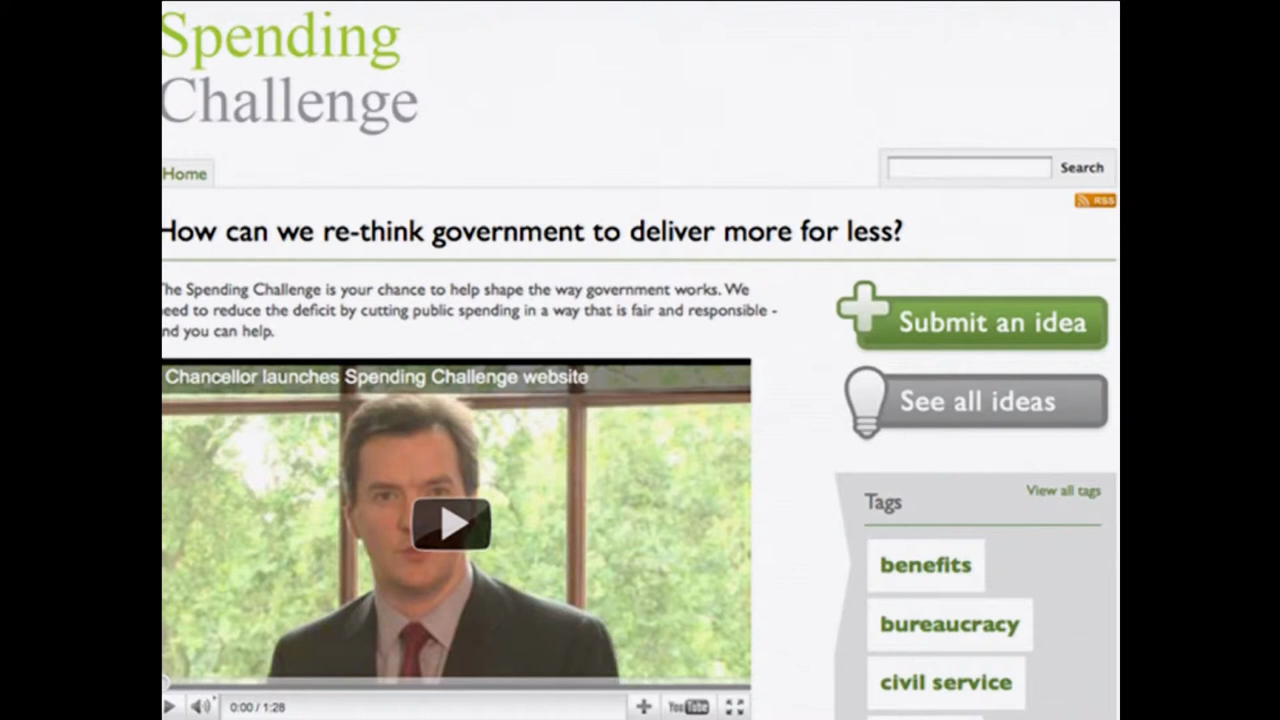 Spending
Challenge
Home
Search
RSS
How can we re-think government to deliver more for less?
The Spending Challenge is your chance to help shape the way government works. We
need to reduce the deficit by cutting public spending in a way that is fair and responsible -
and you can help.
Submit an idea
See all ideas
Chancellor launches Spending Challenge website
Tags
View all tags
benefits
bureaucracy
civil service
0:00 / 1:28
YouTube